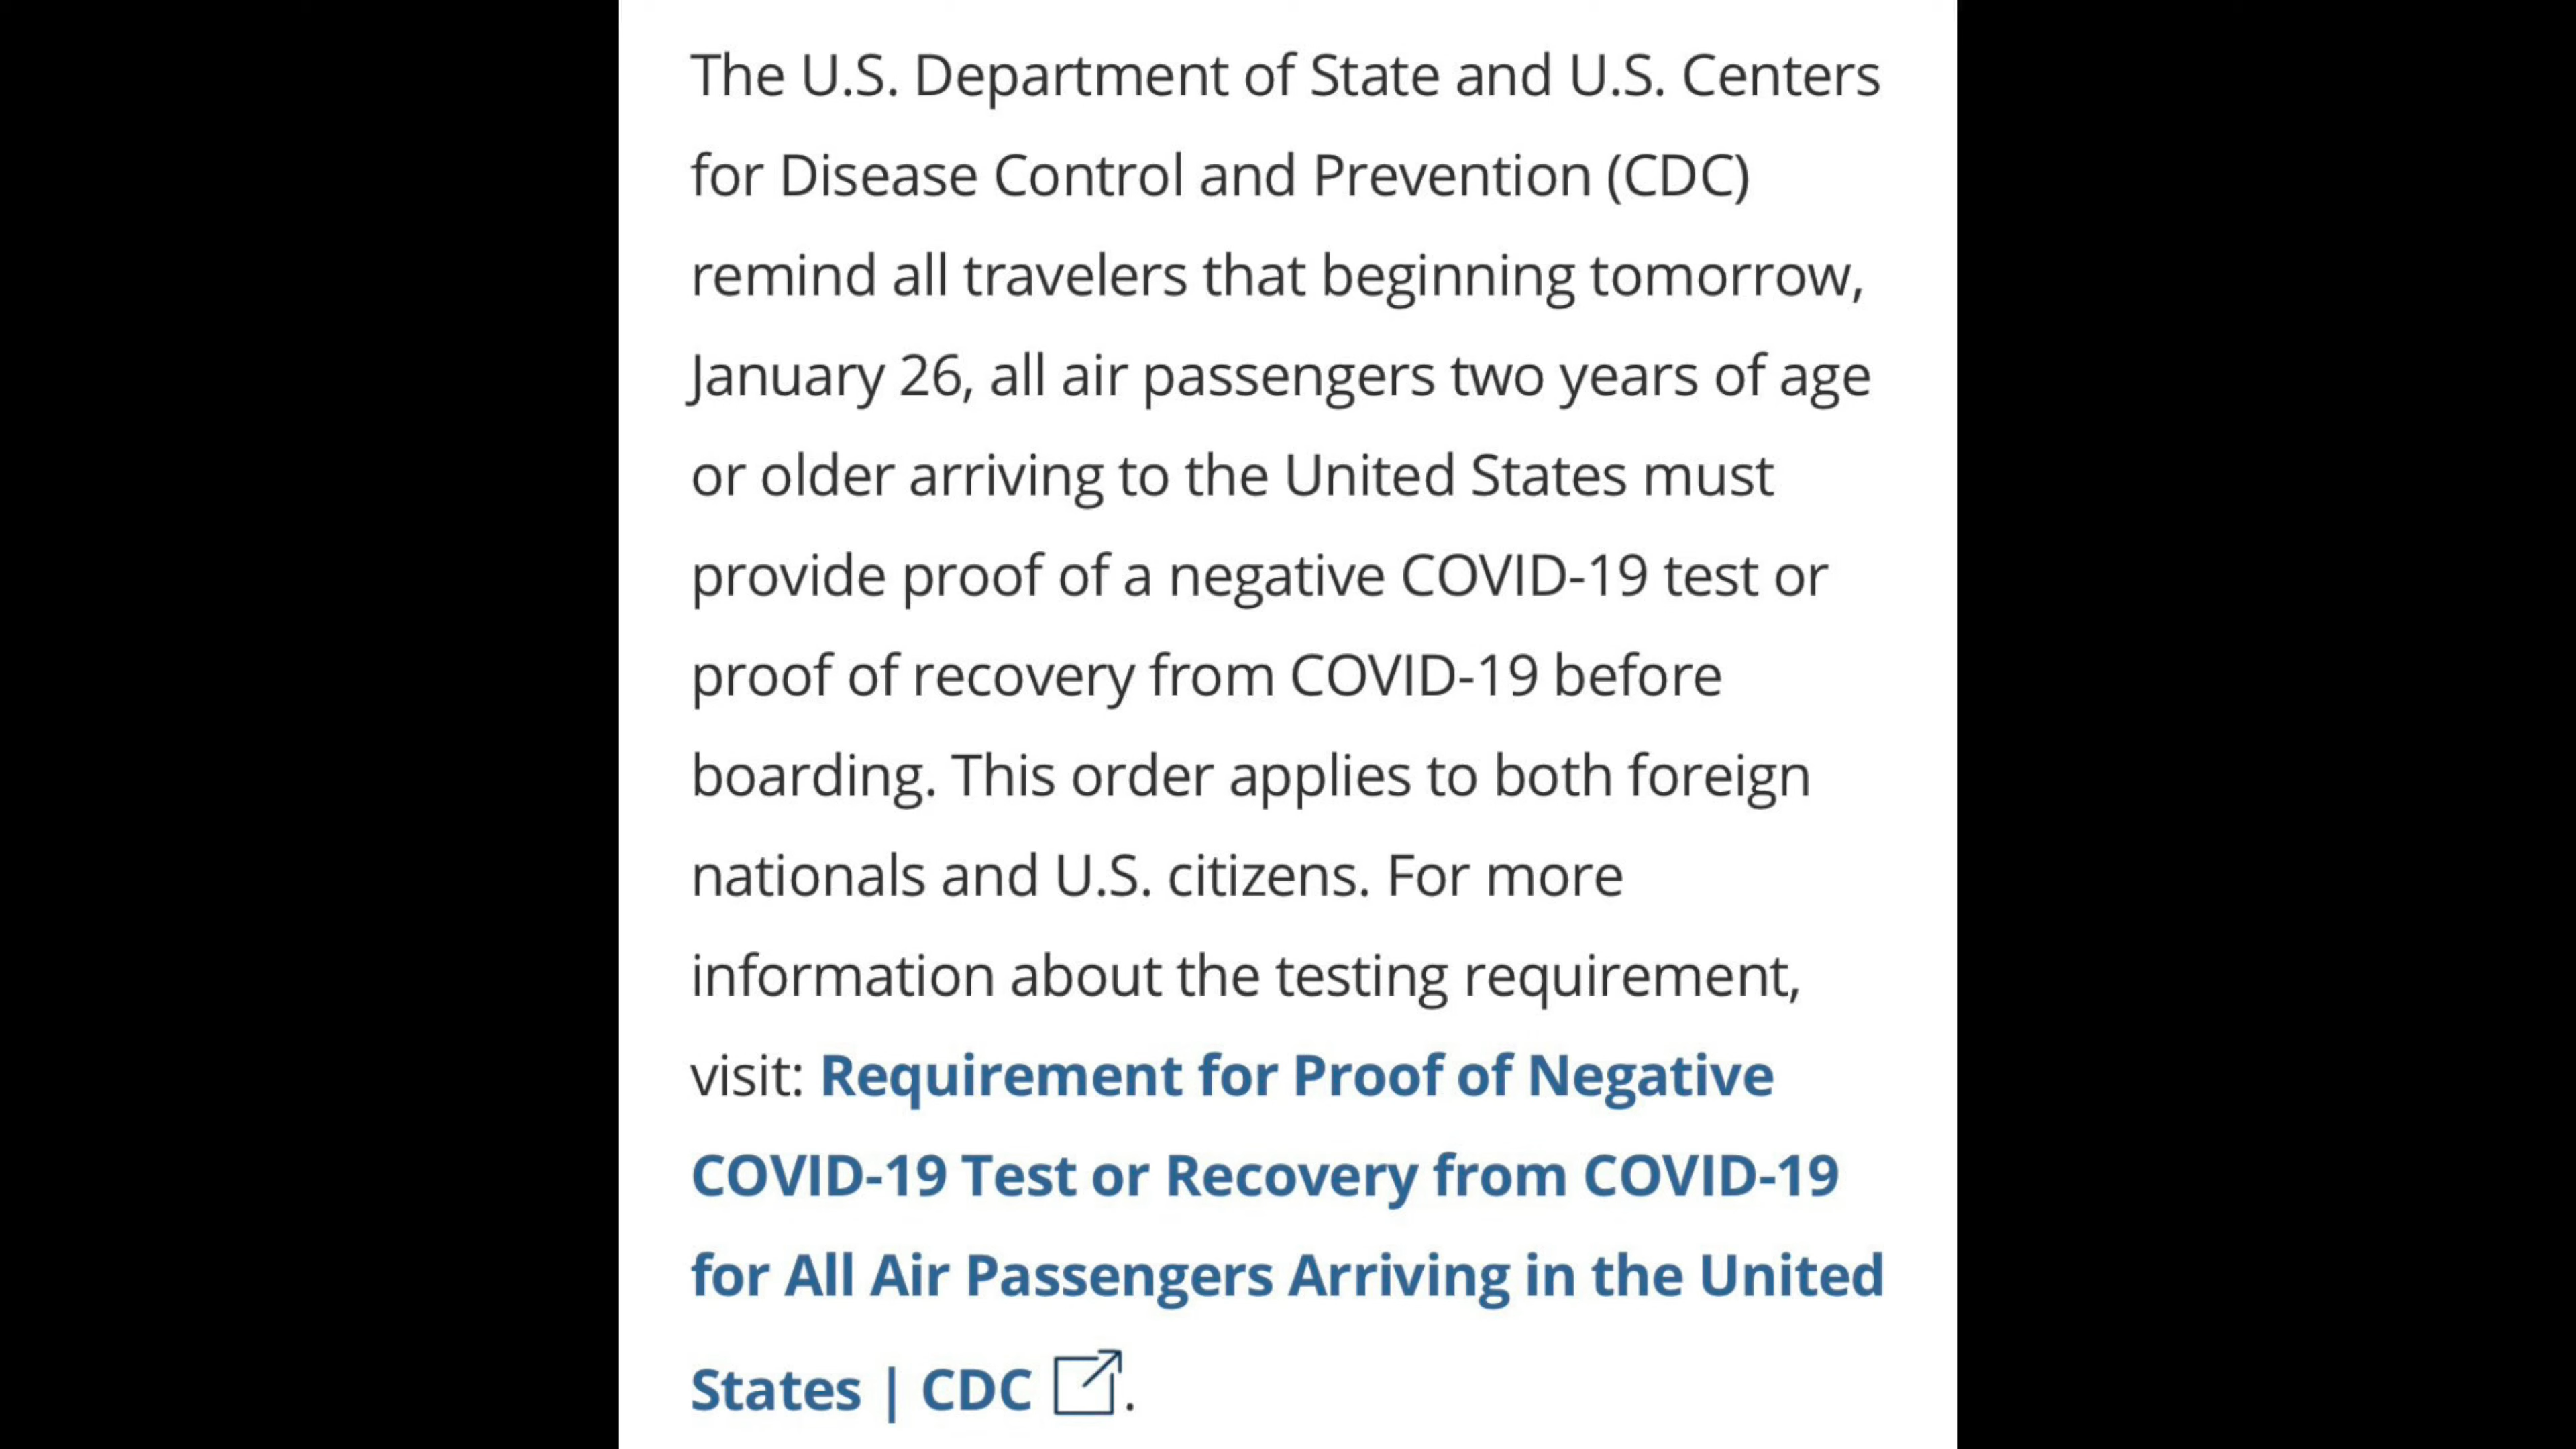 The U.S. Department of State and U.S. Centers
for Disease Control and Prevention (CDC)
remind all travelers that beginning tomorrow,
January 26, all air passengers two years of age
or older arriving to the United States must
provide proof of a negative COVID-19 test or
proof of recovery from COVID-19 before
boarding. This order applies to both foreign
nationals and U.S. citizens. For more
information about the testing requirement,
visit: Requirement for Proof of Negative
COVID-19 Test or Recovery from COVID-19
for All Air Passengers Arriving in the United
States | CDC .